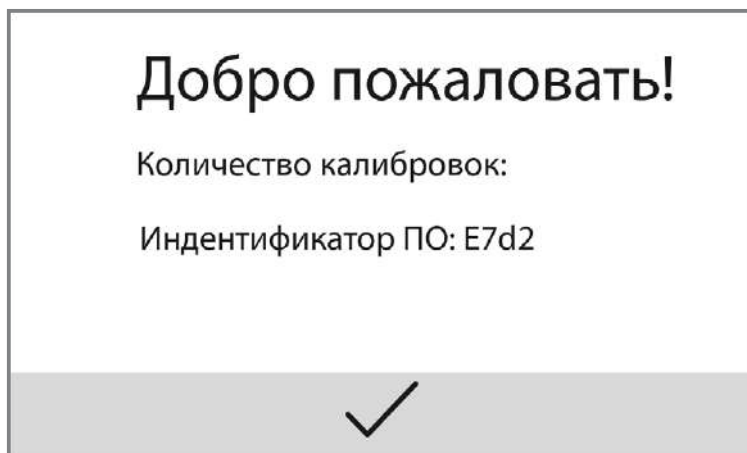 Добро пожаловать!
Количество калибровок:
Индентификатор ПО: E7d2